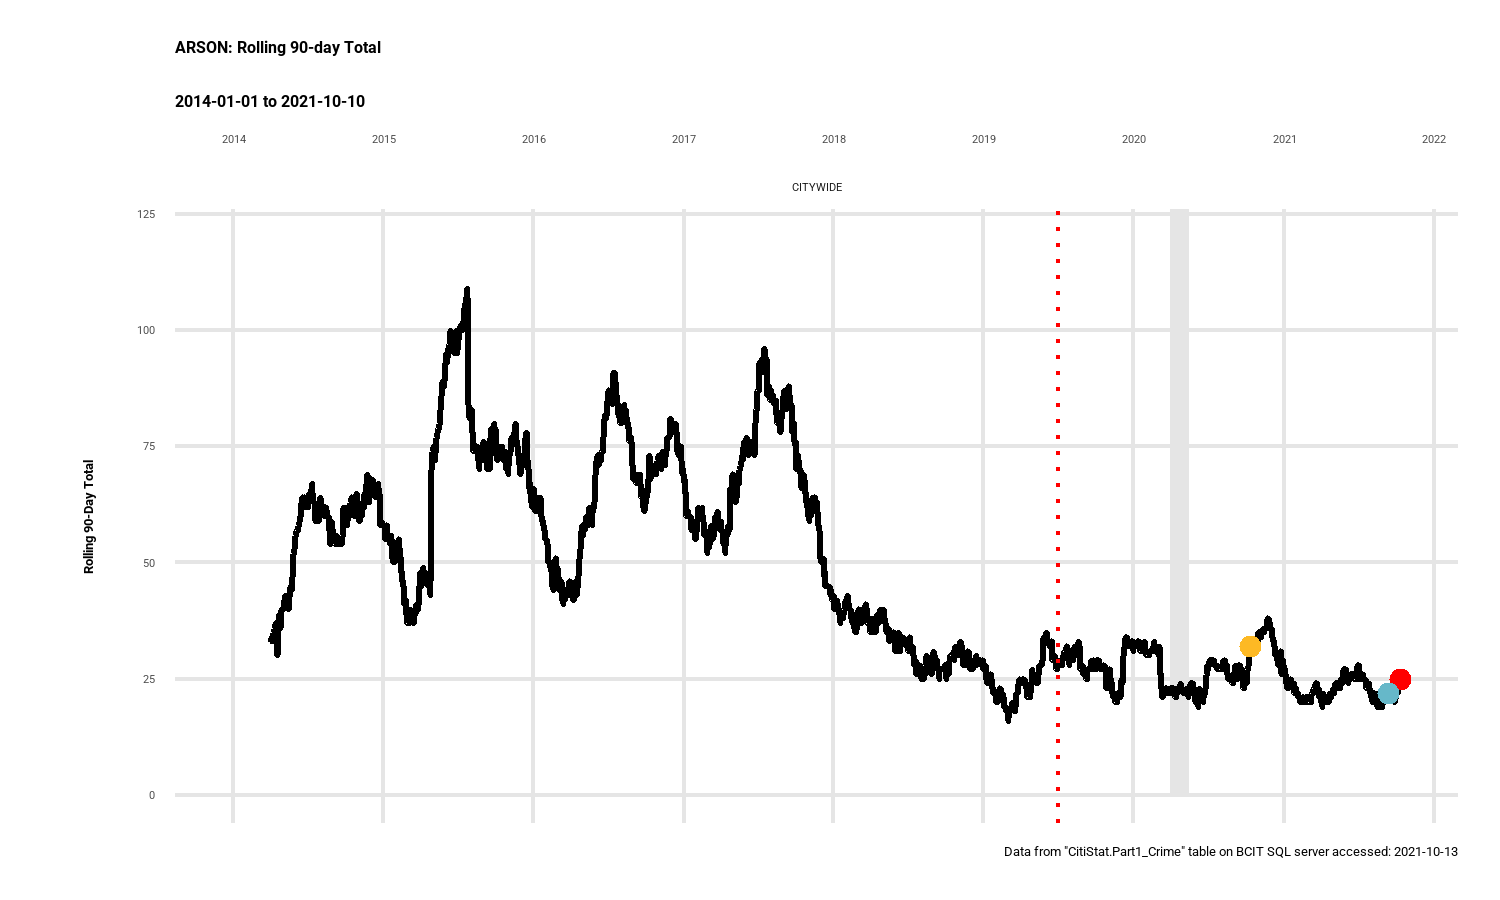 ARSON: Rolling 90-day Total
2014-01-01 to 2021-10-10
2014 2015 2016 2017 2018 2019 2020 2021 2022
CITYWIDE
125
100
75
50
25
0
Rolling 90-Day Total
Data from "CitiStat.Part1_Crime" table on BCIT SQL server accessed: 2021-10-13